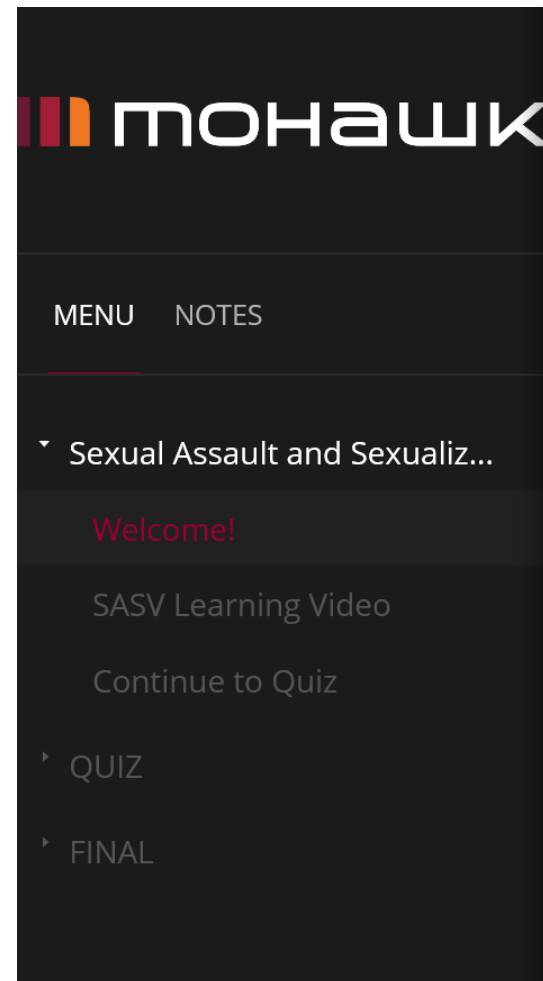 mohawk
MENU NOTES
Sexual Assault and Sexualiz...
Welcome!
SASV Learning Video
Continue to Quiz
QUIZ
FINAL